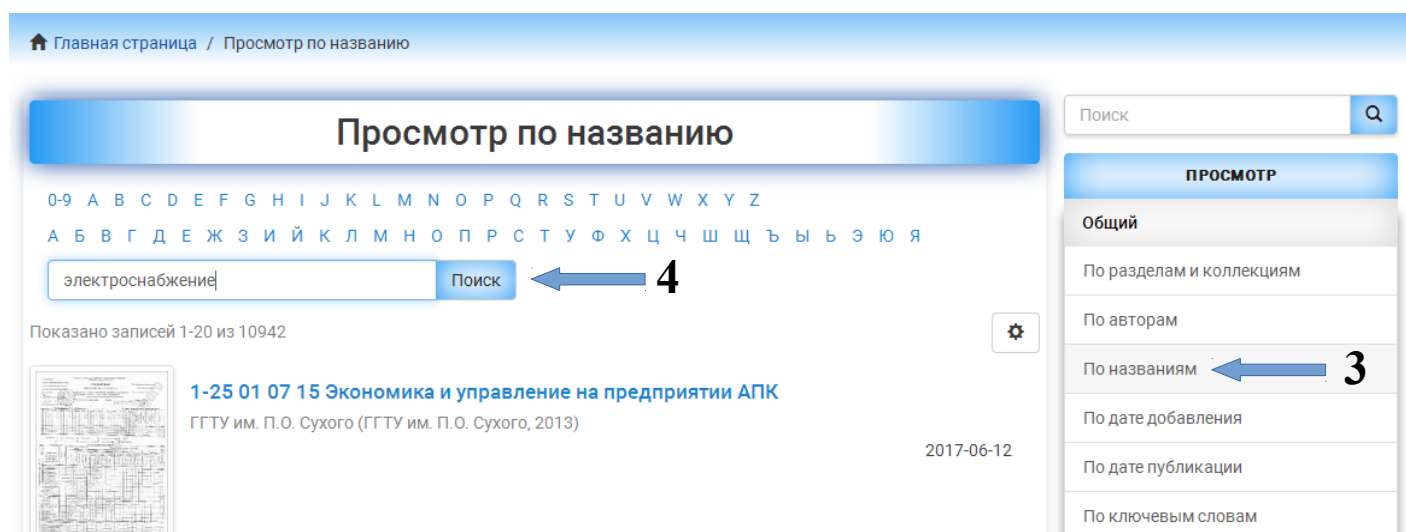 Главная страница / Просмотр по названию
Просмотр по названию
0-9 A B C D E F G H I J K L M N O P Q R S T U V W X Y Z
А Б В Г Д Е Ж З И Й К Л М Н О П Р С Т У Ф Х Ц Ч Ш Щ Ъ Ы Ь Э Ю Я
электроснабжение Поиск 4
Показано записей 1-20 из 10942
1-25 01 07 15 Экономика и управление на предприятии АПК
ГГТУ им. П.О. Сухого (ГГТУ им. П.О. Сухого, 2013)
2017-06-12
Поиск
ПРОСМОТР
Общий
По разделам и коллекциям
По авторам
По названиям 3
По дате добавления
По дате публикации
По ключевым словам